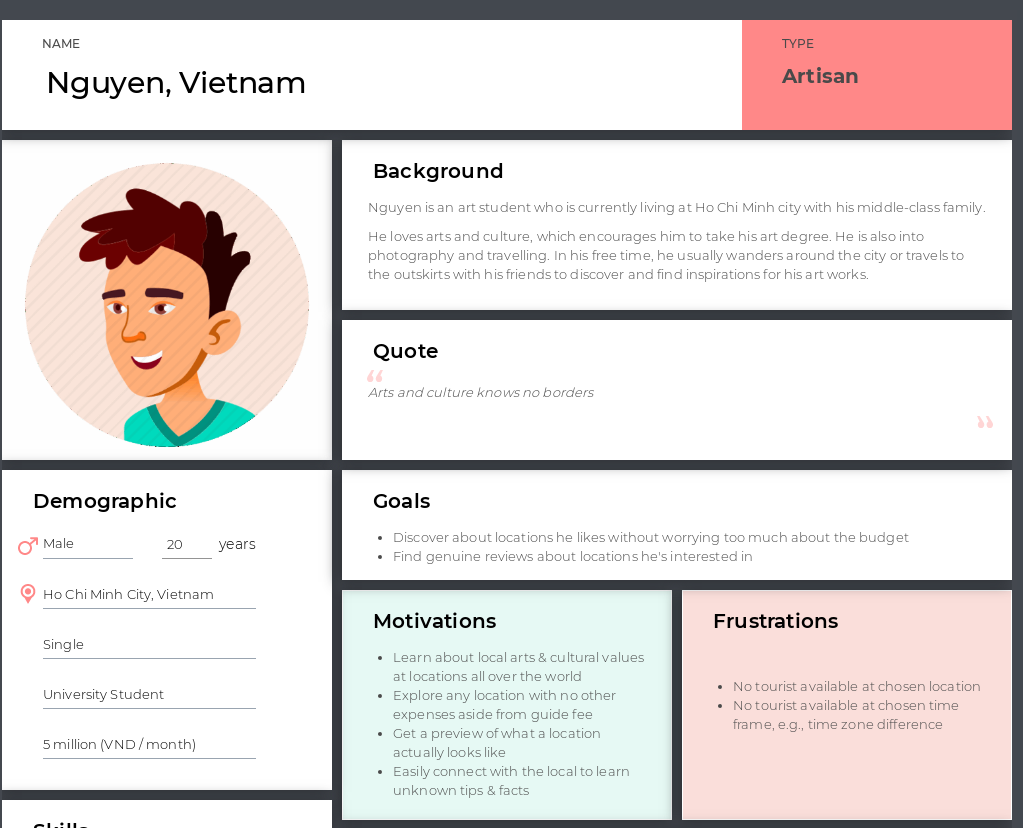 NAME
Nguyen, Vietnam
TYPE
Artisan
Background
Nguyen is an art student who is currently living at Ho Chi Minh city with his middle-class family.
He loves arts and culture, which encourages him to take his art degree. He is also into
photography and travelling. In his free time, he usually wanders around the city or travels to
the outskirts with his friends to discover and find inspirations for his art works.
Quote
“
Arts and culture knows no borders
”
Demographic
Male 20 years
Ho Chi Minh City, Vietnam
Single
University Student
5 million (VND / month)
Goals
• Discover about locations he likes without worrying too much about the budget
• Find genuine reviews about locations he's interested in
Motivations
• Learn about local arts & cultural values
at locations all over the world
• Explore any location with no other
expenses aside from guide fee
• Get a preview of what a location
actually looks like
• Easily connect with the local to learn
unknown tips & facts
Frustrations
• No tourist available at chosen location
• No tourist available at chosen time
frame, e.g., time zone difference
Skills